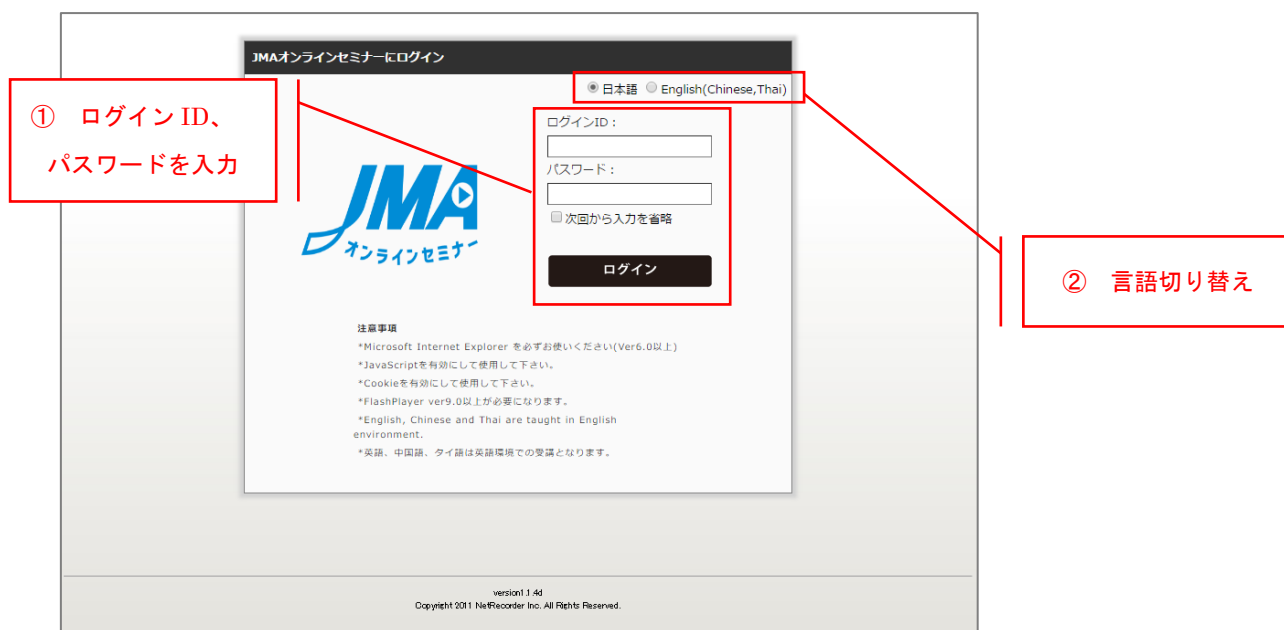 JMAオンラインセミナーにログイン
日本語 English(Chinese,Thai)
① ログイン ID、
パスワードを入力
ログインID：
パスワード：
次回から入力を省略
ログイン
JMA
オンラインセミナー
② 言語切り替え
注意事項
*Microsoft Internet Explorer を必ずお使いください(Ver6.0以上)
*JavaScriptを有効にして使用して下さい。
*Cookieを有効にして使用して下さい。
*FlashPlayer ver9.0以上が必要になります。
*English, Chinese and Thai are taught in English
environment.
*英語、中国語、タイ語は英語環境での受講となります。
version1.1.4d
Copyright 2011 NetRecorder Inc. All Rights Reserved.